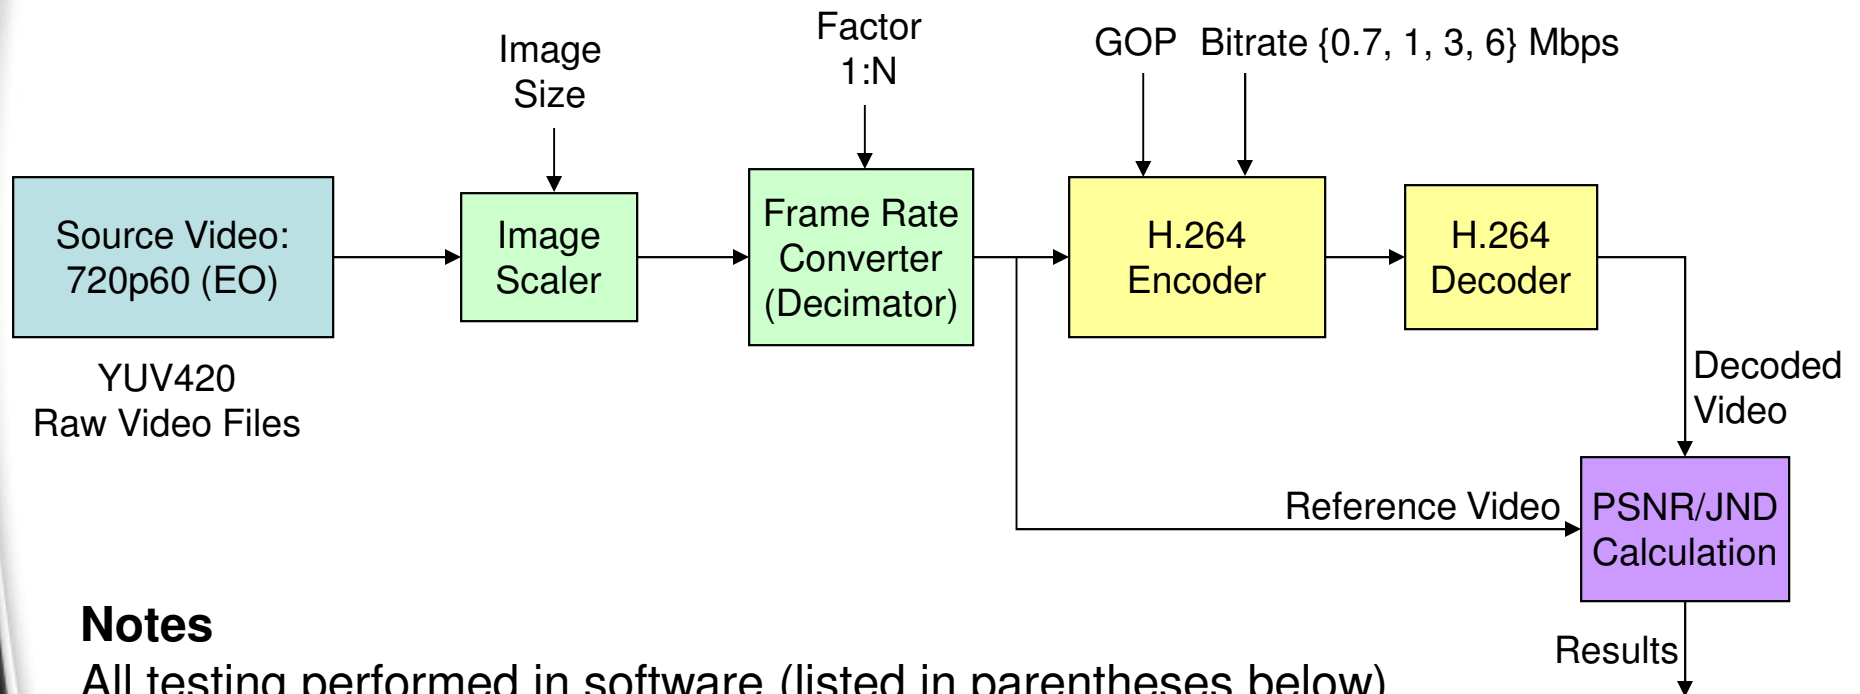 Image
Size
Factor
1:N
GOP
Bitrate {0.7, 1, 3, 6} Mbps
Source Video:
720p60 (EO)
Image
Scaler
Frame Rate
Converter
(Decimator)
H.264
Encoder
H.264
Decoder
YUV420
Raw Video Files
Decoded
Video
Reference Video
PSNR/JND
Calculation
Notes
Results
All testing performed in software (listed in parentheses below)